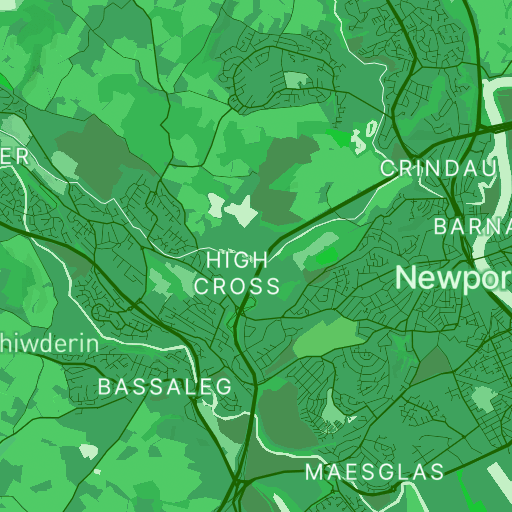 ER
CRINDAU
BARNA
HIGH
CROSS
Newpor
hiwderin
BASSALEG
MAESGLAS